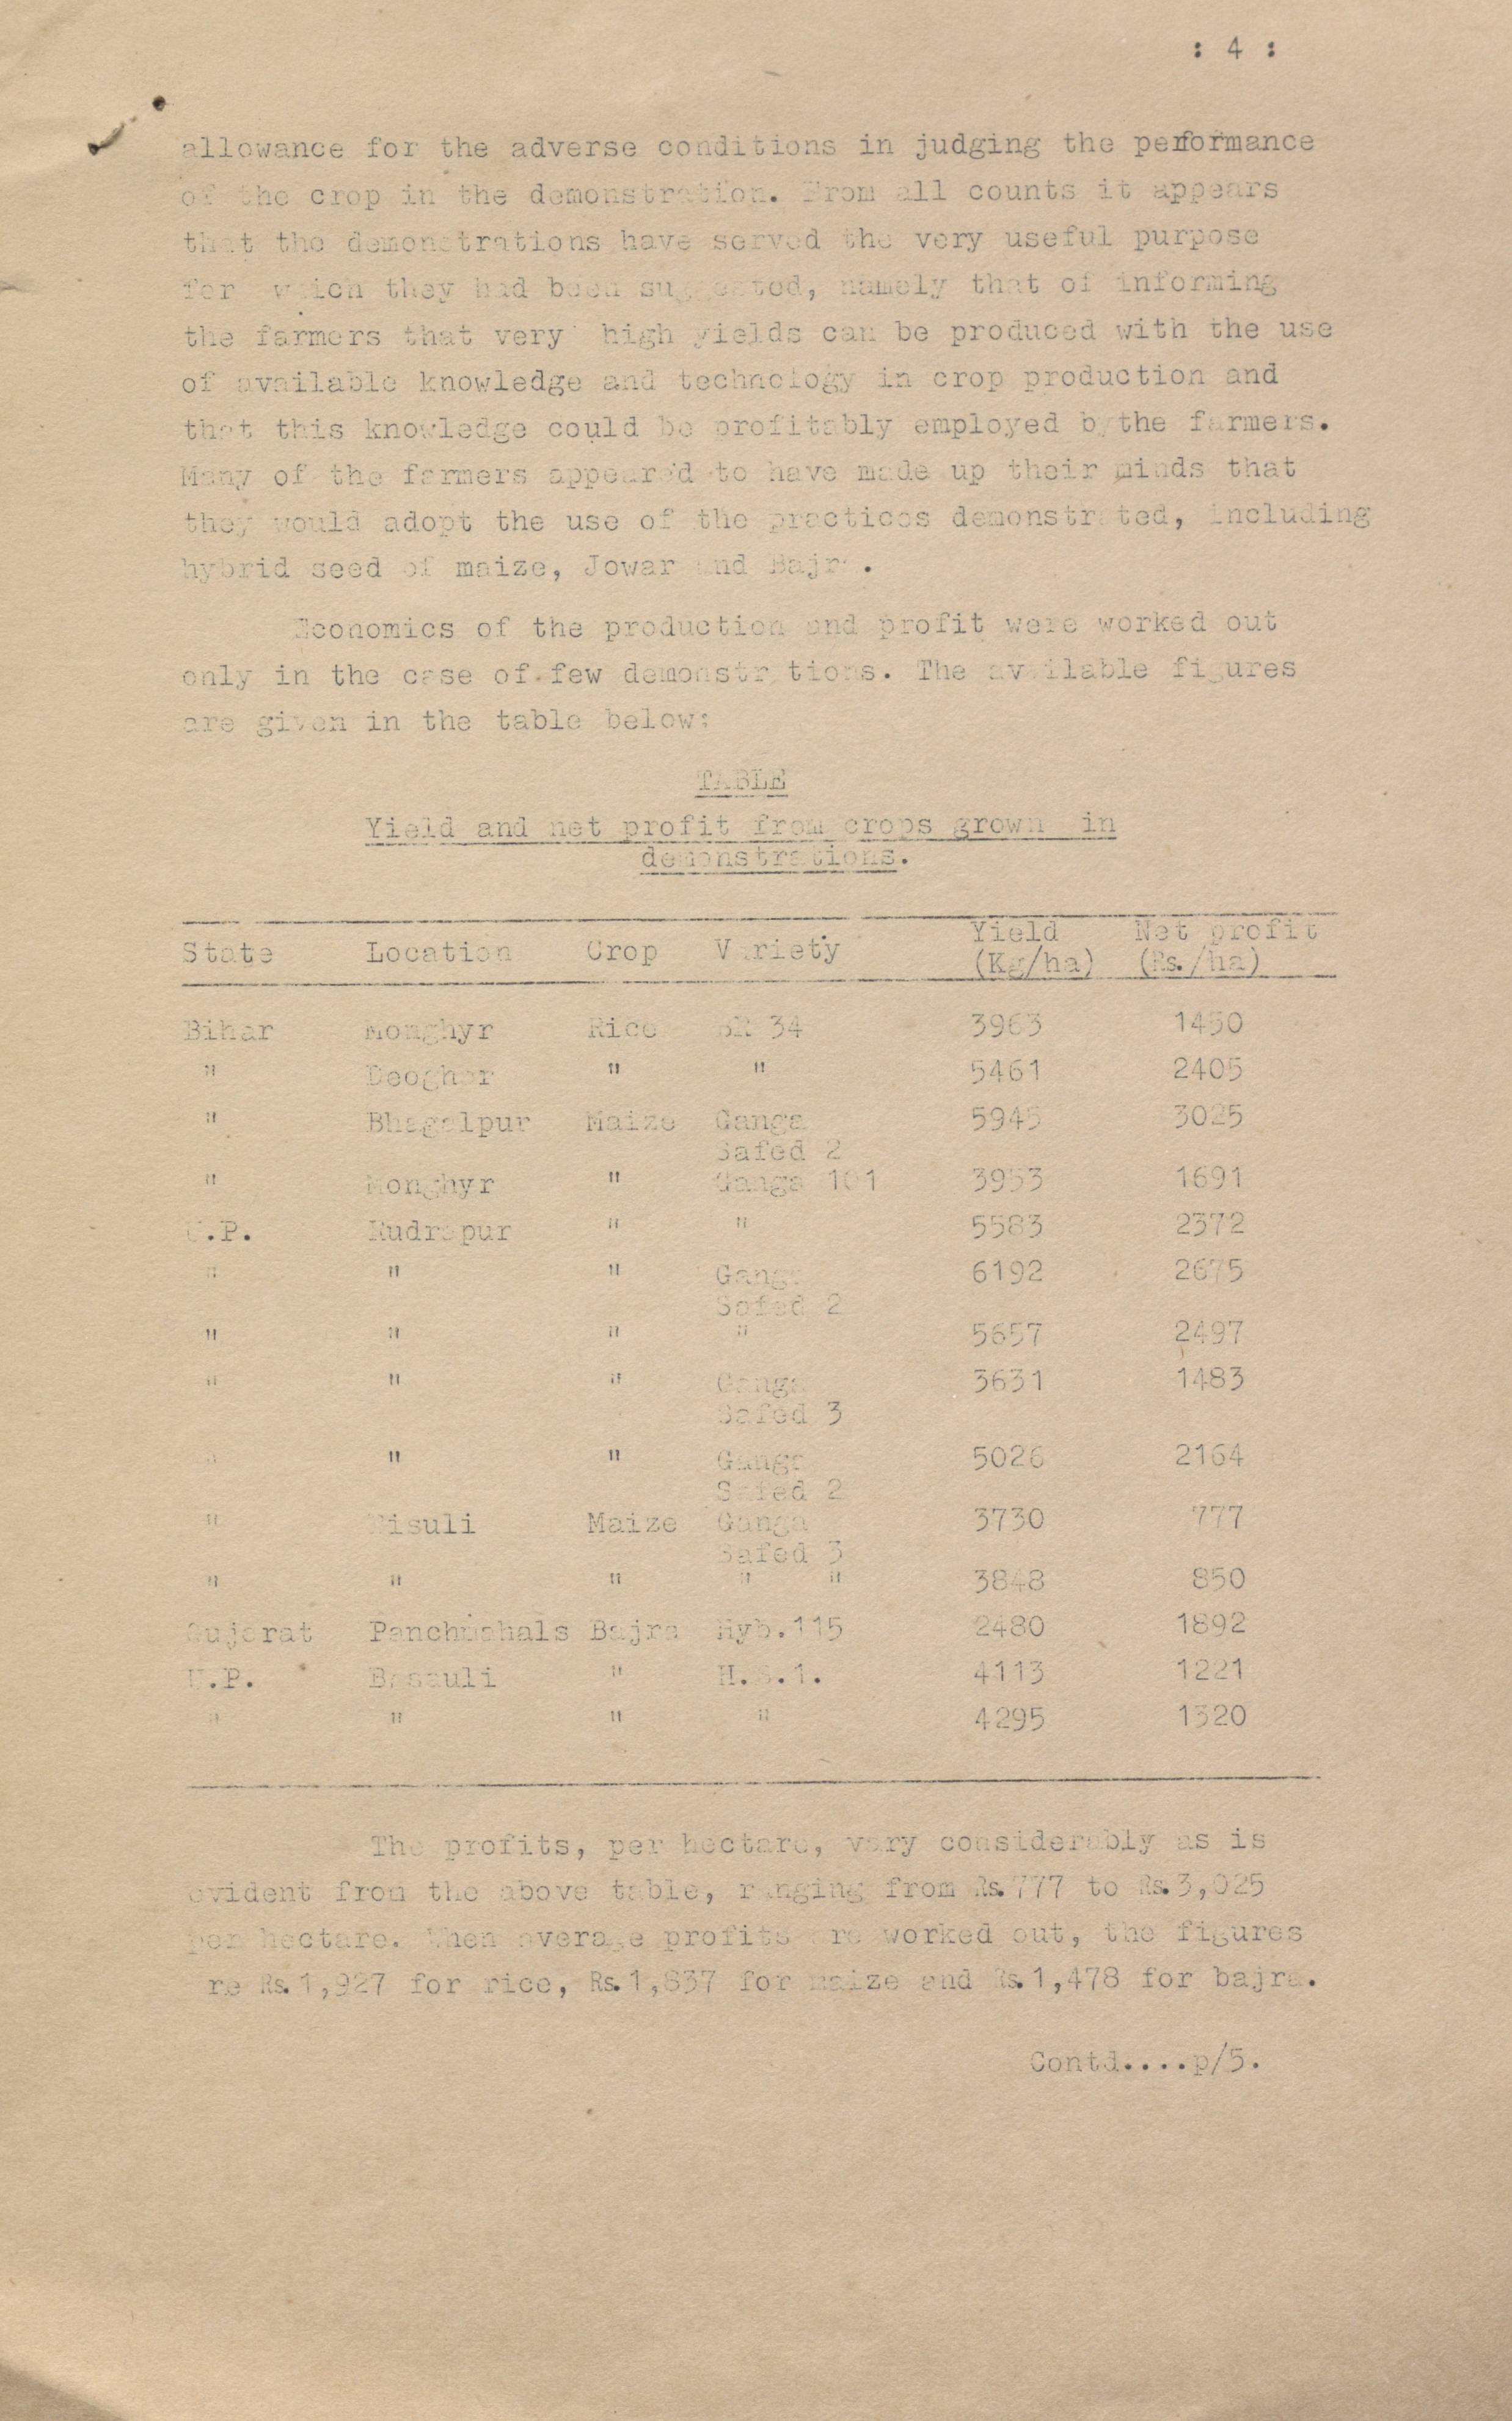 : 4 :
allowance for the adverse conditions in judging the performance
of the crop in the demonstration. From all counts it appears
that the demonstrations have served the very useful purpose
for which they had been suggested, namely that of informing
the farmers that very high yields can be produced with the use
of available knowledge and technology in crop production and
that this knowledge could be profitably employed by the farmers.
Many of the farmers appeared to have made up their minds that
they would adopt the use of the practices demonstrated, including
hybrid seed of maize, Jowar and Bajra.
Economics of the production and profit were worked out
only in the case of few demonstrations. The available figures
are given in the table below:
TABLE
Yield and net profit from crops grown in
demonstrations.
State Location Crop Variety Yield (Kg/ha) Net profit (Rs./ha)
Bihar Monghyr Rice BR 34 3963 1450
" Deoghar " " 5461 2405
" Bhagalpur Maize Ganga 5945 3025
Safed 2
" Monghyr " Ganga 101 3953 1691
U.P. Rudrapur " " 5583 2372
" " " Ganga 6192 2675
Safed 2
" " " " 5657 2497
" " " Ganga 3631 1483
Safed 3
" " " Ganga 5026 2164
Safed 2
" Maize Ganga 3730 777
Safed 3
" " " " " 3848 850
Gujarat Panchmahals Bajra Hyb.115 2480 1892
U.P. Basauli " 4113 1221
" " " " 4295 1320
The profits, per hectare, vary considerably as is
evident from the above table, ranging from Rs.777 to Rs.3,025
per hectare. When average profits are worked out, the figures
are Rs.1,927 for rice, Rs.1,837 for maize and Rs.1,478 for bajra.
Contd....p/5.